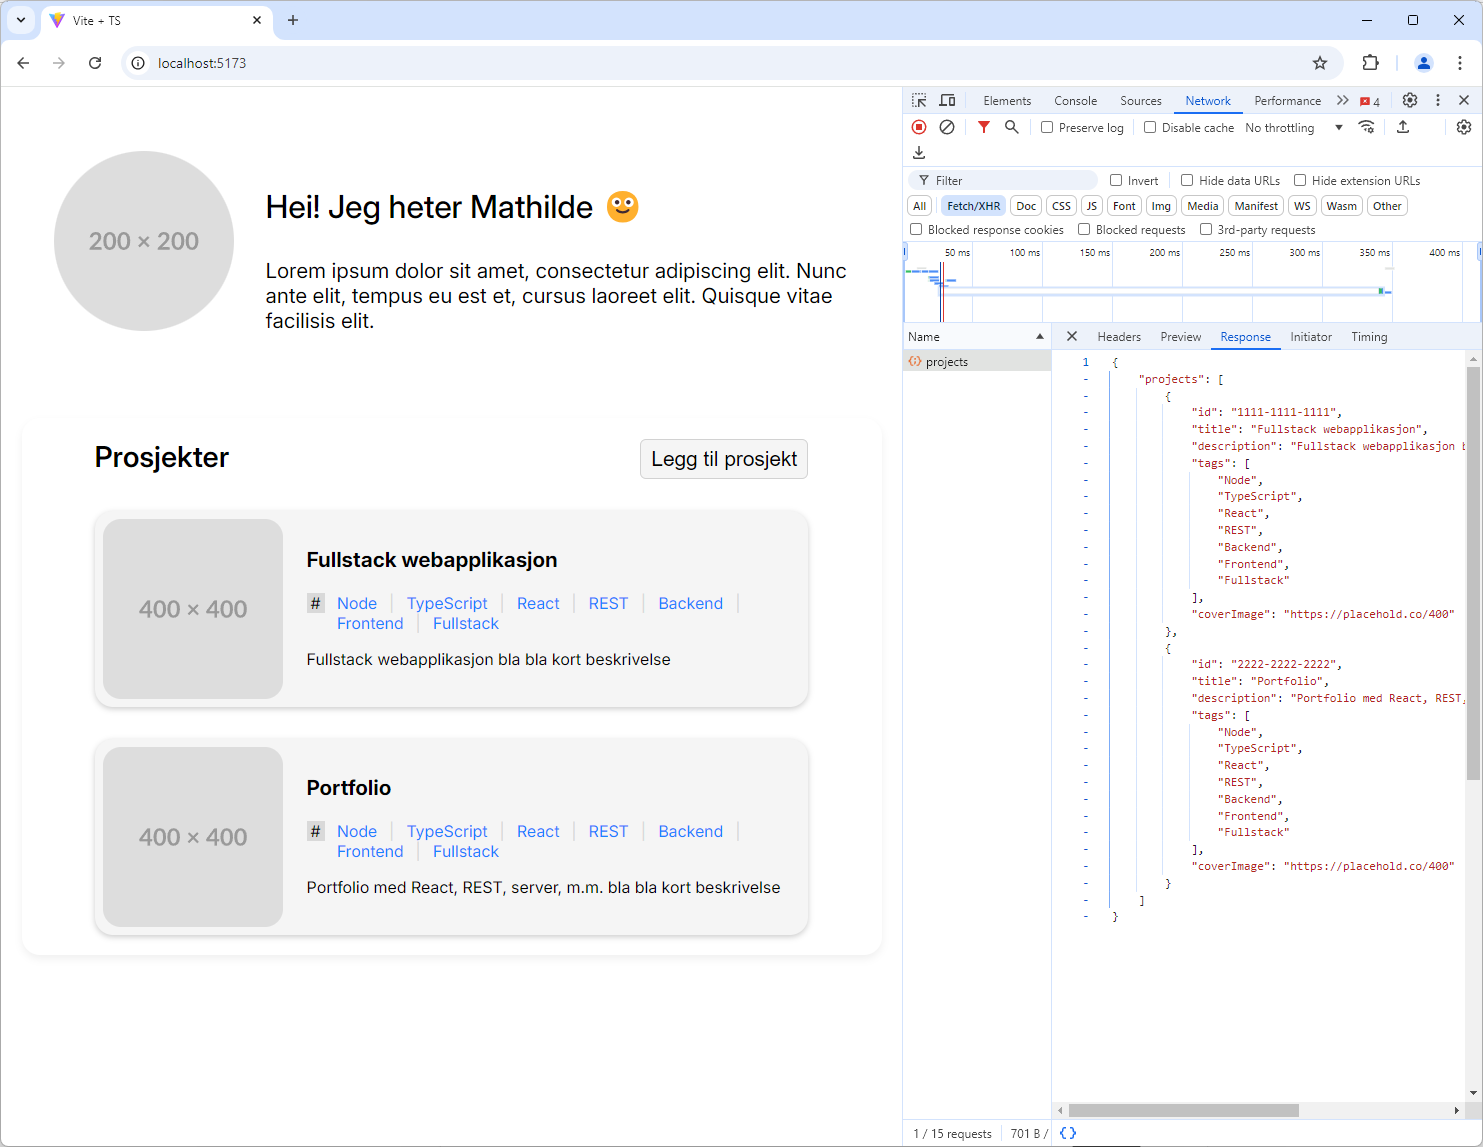 Vite + TS
localhost:5173
200 × 200
Hei! Jeg heter Mathilde
Lorem ipsum dolor sit amet, consectetur adipiscing elit. Nunc
ante elit, tempus eu est et, cursus laoreet elit. Quisque vitae
facilisis elit.
Prosjekter
Legg til prosjekt
400 × 400
Fullstack webapplikasjon
# Node TypeScript React REST Backend
Frontend Fullstack
Fullstack webapplikasjon bla bla kort beskrivelse
400 × 400
Portfolio
# Node TypeScript React REST Backend
Frontend Fullstack
Portfolio med React, REST, server, m.m. bla bla kort beskrivelse
Elements Console Sources Network Performance 4
Preserve log Disable cache No throttling
Filter Invert Hide data URLs Hide extension URLs
All Fetch/XHR Doc CSS JS Font Img Media Manifest WS Wasm Other
Blocked response cookies Blocked requests 3rd-party requests
50 ms 100 ms 150 ms 200 ms 250 ms 300 ms 350 ms 400 ms
Name
projects
Headers Preview Response Initiator Timing
1 {
- "projects": [
- {
- "id": "1111-1111-1111",
- "title": "Fullstack webapplikasjon",
- "description": "Fullstack webapplikasjon b
- "tags": [
- "Node",
- "TypeScript",
- "React",
- "REST",
- "Backend",
- "Frontend",
- "Fullstack"
- ],
- "coverImage": "https://placehold.co/400"
- },
- {
- "id": "2222-2222-2222",
- "title": "Portfolio",
- "description": "Portfolio med React, REST,
- "tags": [
- "Node",
- "TypeScript",
- "React",
- "REST",
- "Backend",
- "Frontend",
- "Fullstack"
- ],
- "coverImage": "https://placehold.co/400"
- }
- ]
- }
1 / 15 requests 701 B / {}